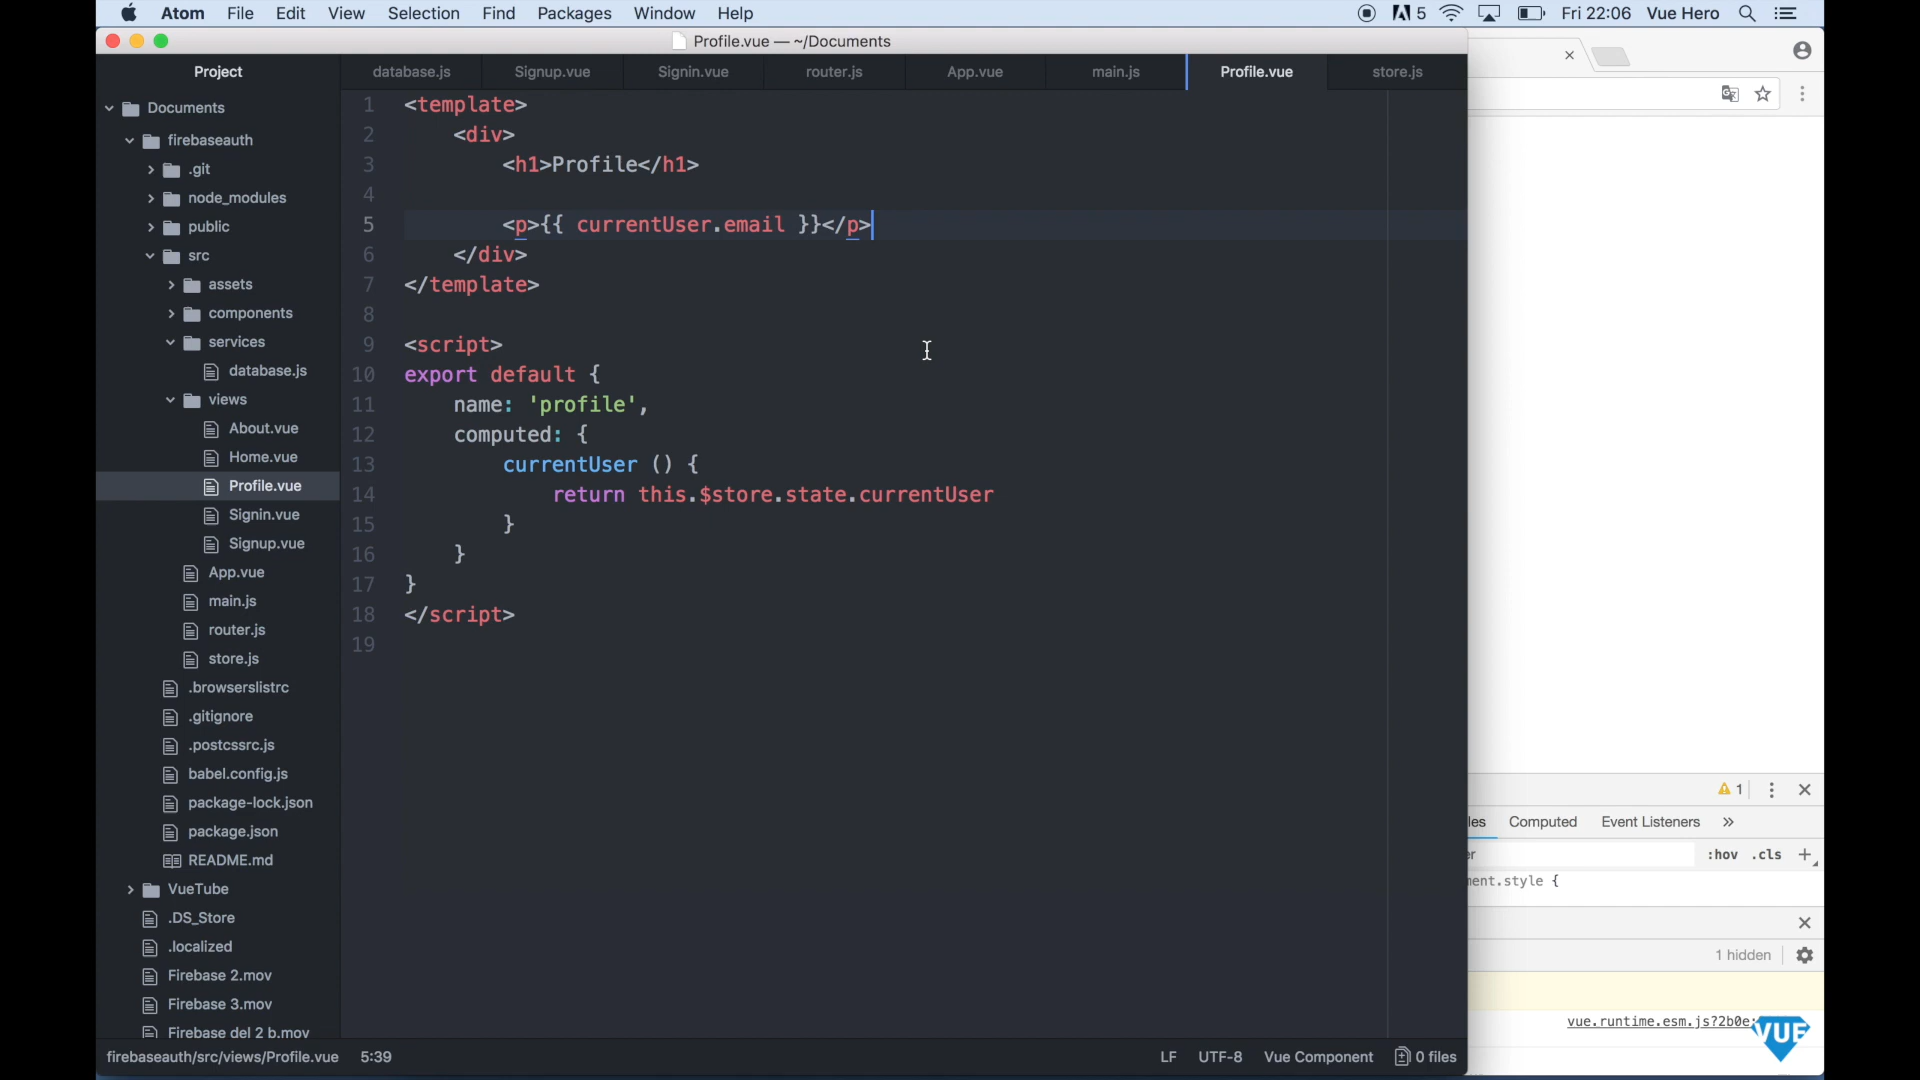 Atom File Edit View Selection Find Packages Window Help
5 Fri 22:06 Vue Hero
Profile.vue — ~/Documents
Project
database.js Signup.vue Signin.vue router.js App.vue main.js Profile.vue store.js
Documents
firebaseauth
.git
node_modules
public
src
assets
components
services
database.js
views
About.vue
Home.vue
Profile.vue
Signin.vue
Signup.vue
App.vue
main.js
router.js
store.js
.browserslistrc
.gitignore
.postcssrc.js
babel.config.js
package-lock.json
package.json
README.md
VueTube
.DS_Store
.localized
Firebase 2.mov
Firebase 3.mov
Firebase del 2 b.mov
1 <template>
2 <div>
3 <h1>Profile</h1>
4
5 <p>{{ currentUser.email }}</p>
6 </div>
7 </template>
8
9 <script>
10 export default {
11 name: 'profile',
12 computed: {
13 currentUser () {
14 return this.$store.state.currentUser
15 }
16 }
17 }
18 </script>
19
1
les Computed Event Listeners »
er :hov .cls +
ment.style {
1 hidden
vue.runtime.esm.js?2b0e:
VUE
firebaseauth/src/views/Profile.vue 5:39
LF UTF-8 Vue Component 0 files